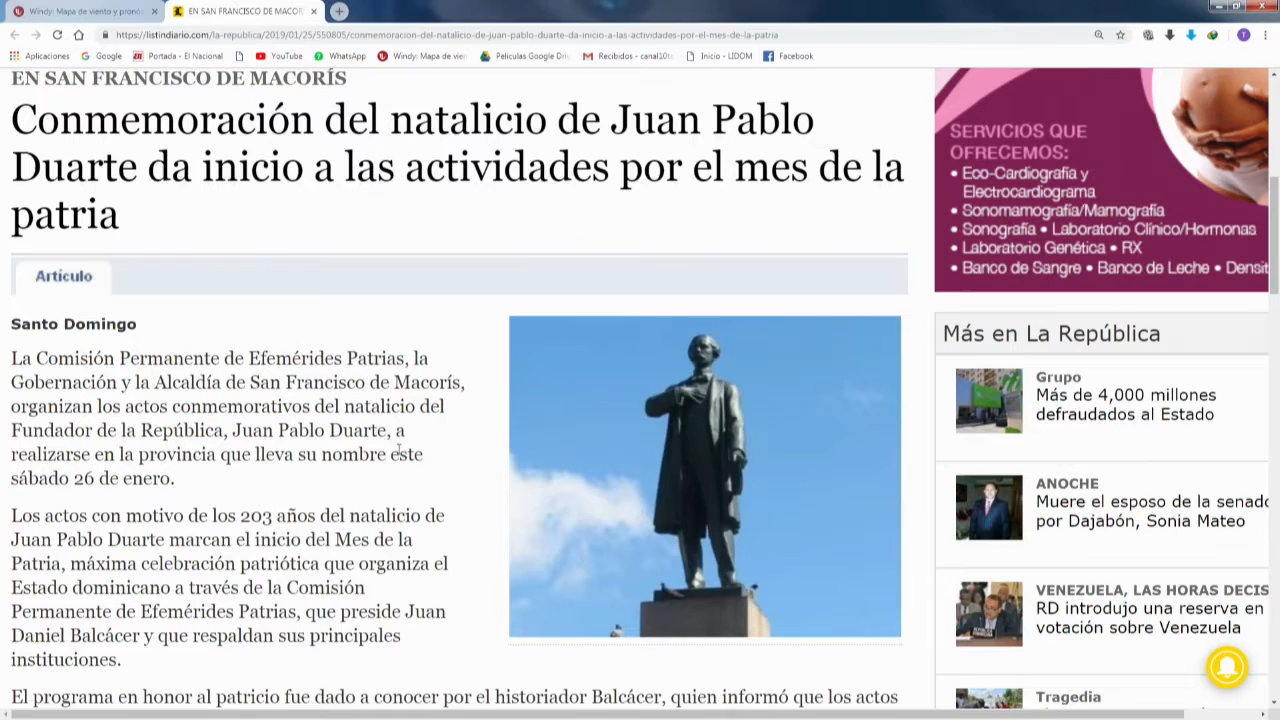 Windy: Mapa de viento y pronó
EN SAN FRANCISCO DE MACORÍ
https://listindiario.com/la-republica/2019/01/25/550805/conmemoracion-del-natalicio-de-juan-pablo-duarte-da-inicio-a-las-actividades-por-el-mes-de-la-patria
Aplicaciones
Google
Portada - El Nacional
YouTube
WhatsApp
Windy: Mapa de vien
Peliculas Google Dri
Recibidos - canal10te
Inicio - LIDOM
Facebook
EN SAN FRANCISCO DE MACORÍS
Conmemoración del natalicio de Juan Pablo
Duarte da inicio a las actividades por el mes de la
patria
Artículo
Santo Domingo
La Comisión Permanente de Efemérides Patrias, la
Gobernación y la Alcaldía de San Francisco de Macorís,
organizan los actos conmemorativos del natalicio del
Fundador de la República, Juan Pablo Duarte, a
realizarse en la provincia que lleva su nombre este
sábado 26 de enero.
Los actos con motivo de los 203 años del natalicio de
Juan Pablo Duarte marcan el inicio del Mes de la
Patria, máxima celebración patriótica que organiza el
Estado dominicano a través de la Comisión
Permanente de Efemérides Patrias, que preside Juan
Daniel Balcácer y que respaldan sus principales
instituciones.
El programa en honor al patricio fue dado a conocer por el historiador Balcácer, quien informó que los actos
SERVICIOS QUE
OFRECEMOS:
• Eco-Cardiografía y
Electrocardiograma
• Sonomamografía/Mamografía
• Sonografía • Laboratorio Clínico/Hormonas
• Laboratorio Genética • RX
• Banco de Sangre • Banco de Leche • Densit
Más en La República
Grupo
Más de 4,000 millones
defraudados al Estado
ANOCHE
Muere el esposo de la senado
por Dajabón, Sonia Mateo
VENEZUELA, LAS HORAS DECIS
RD introdujo una reserva en
votación sobre Venezuela
Tragedia